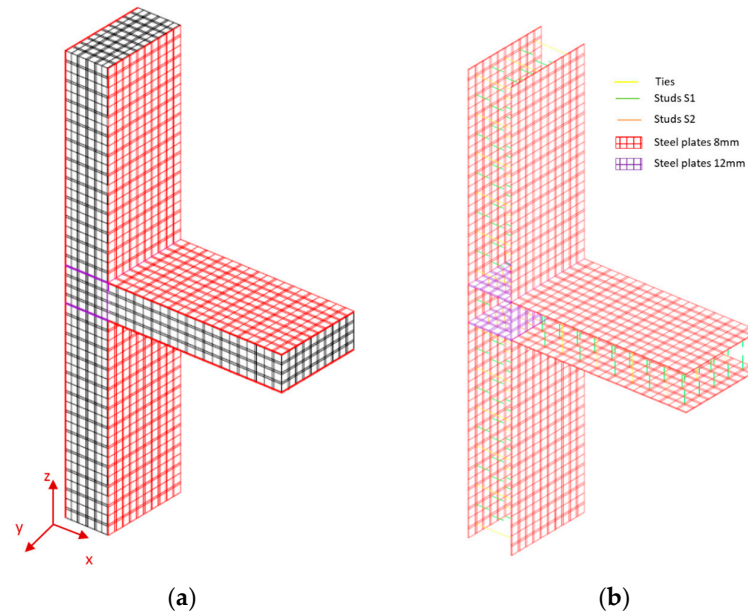 Ties
Studs S1
Studs S2
Steel plates 8mm
Steel plates 12mm
z
y
x
(a)
(b)